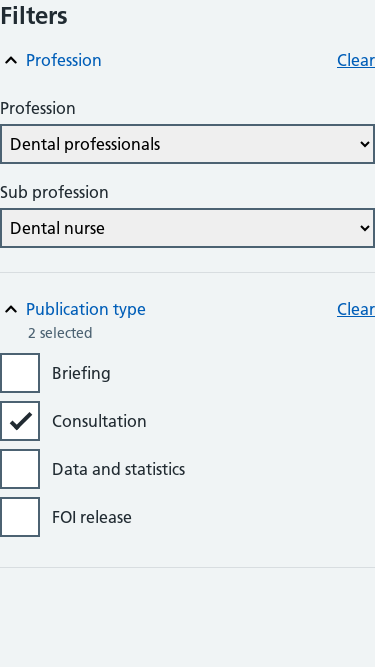 Filters
Profession Clear
Profession
Dental professionals
Sub profession
Dental nurse
Publication type Clear
2 selected
Briefing
Consultation
Data and statistics
FOI release